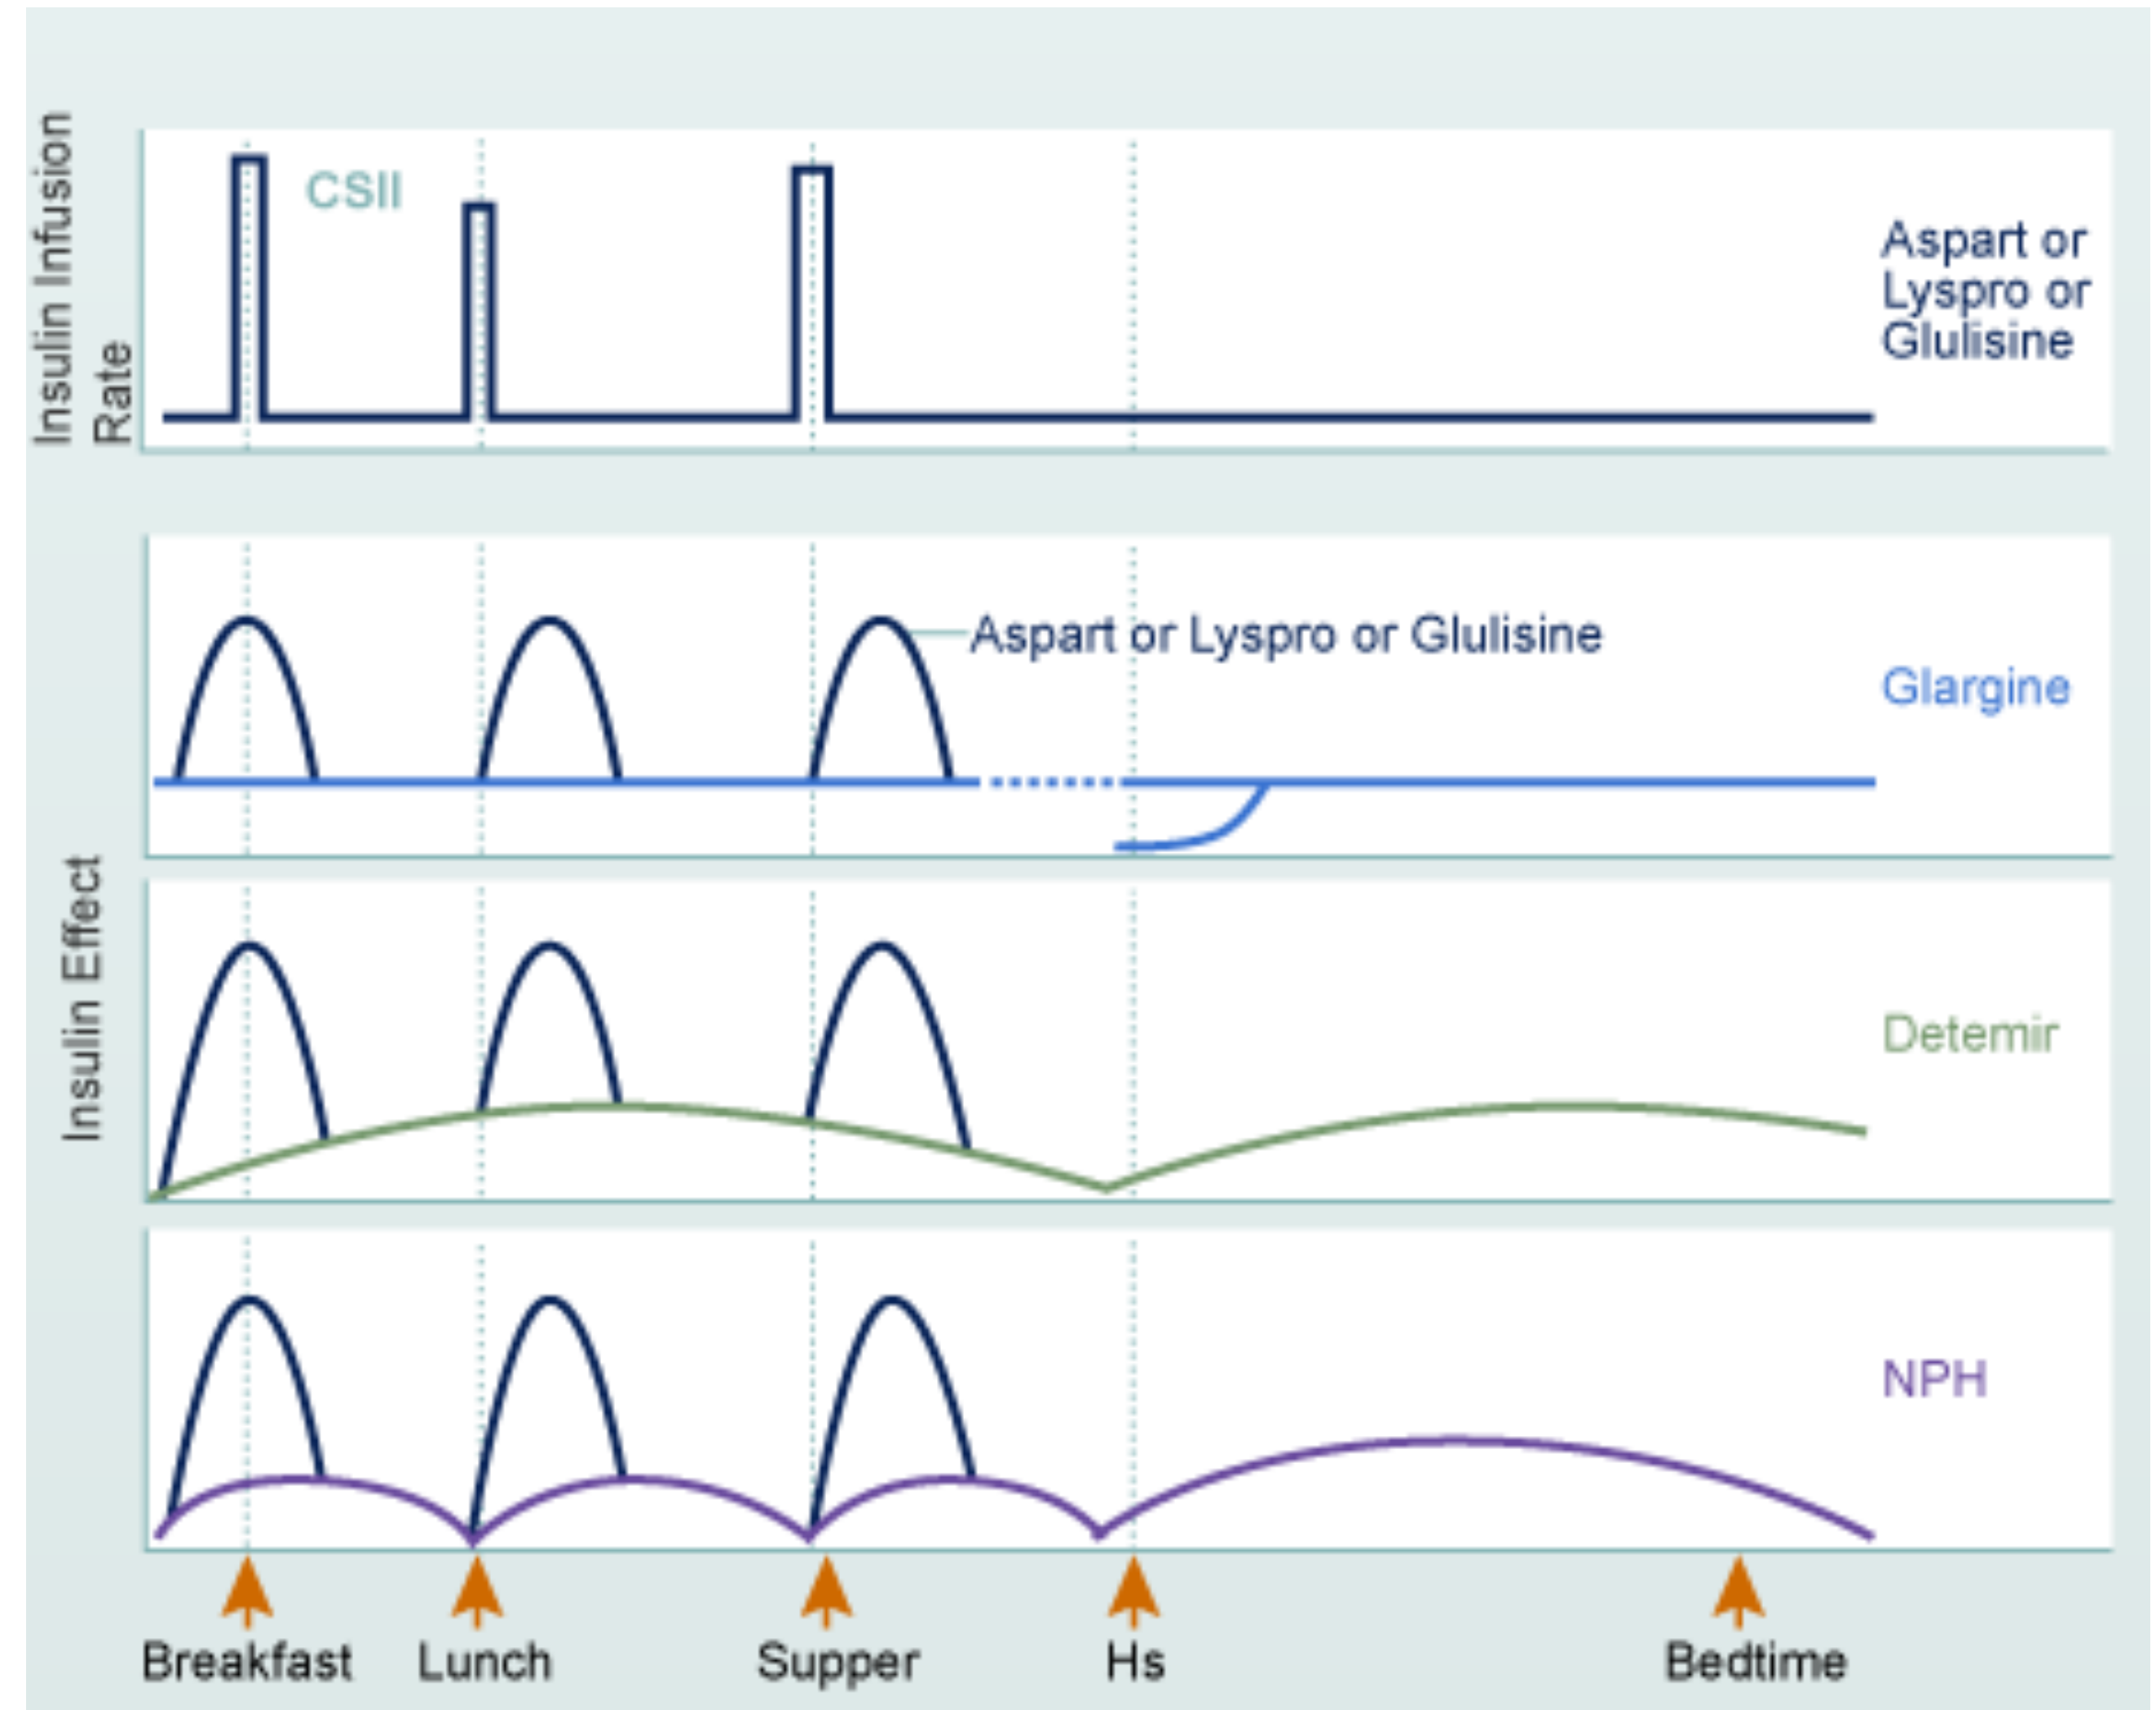 Insulin Infusion
Rate
CSII
Aspart or
Lyspro or
Glulisine
Insulin Effect
Aspart or Lyspro or Glulisine
Glargine
Detemir
NPH
Breakfast
Lunch
Supper
Hs
Bedtime